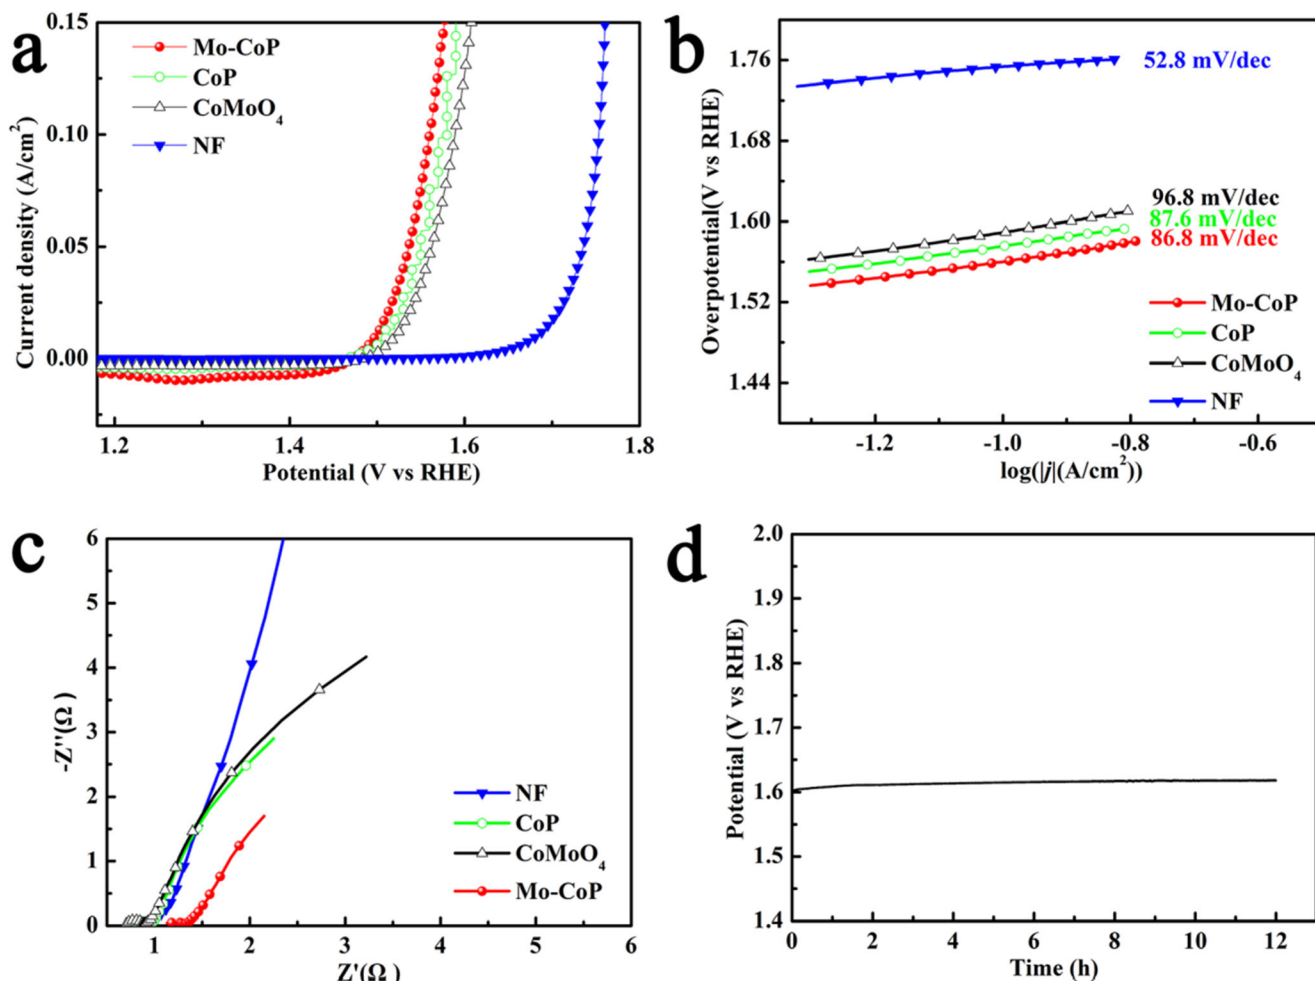 a
0.15
0.10
0.05
0.00
Current density (A/cm²)
Mo-CoP
CoP
CoMoO₄
NF
1.2 1.4 1.6 1.8
Potential (V vs RHE)
b
1.76
1.68
1.60
1.52
1.44
Overpotential(V vs RHE)
52.8 mV/dec
96.8 mV/dec
87.6 mV/dec
86.8 mV/dec
Mo-CoP
CoP
CoMoO₄
NF
-1.2 -1.0 -0.8 -0.6
log(|j|(A/cm²))
c
6
5
4
3
2
1
0
-Z''(Ω)
NF
CoP
CoMoO₄
Mo-CoP
1 2 3 4 5 6
Z'(Ω)
d
2.0
1.9
1.8
1.7
1.6
1.5
1.4
Potential (V vs RHE)
0 2 4 6 8 10 12
Time (h)